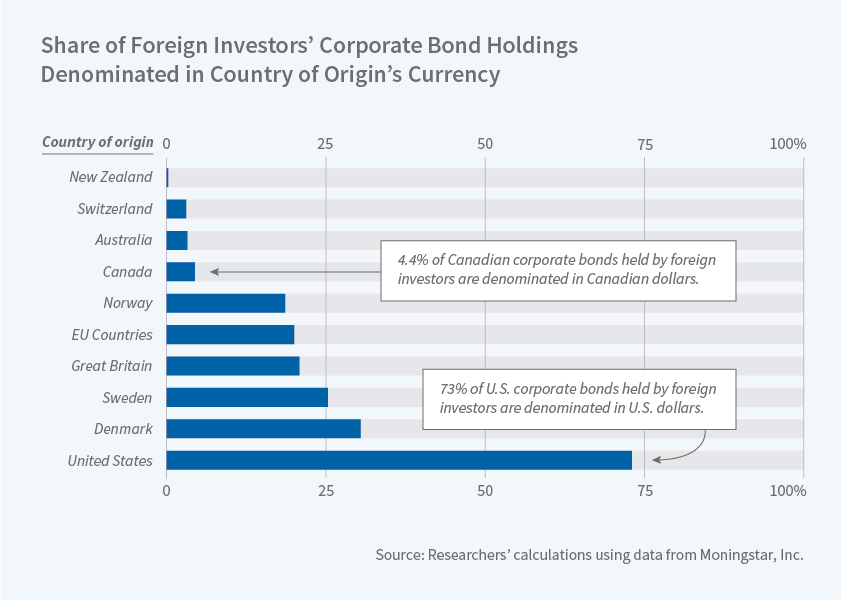 Share of Foreign Investors’ Corporate Bond Holdings
Denominated in Country of Origin’s Currency
Country of origin 0 25 50 75 100%
New Zealand
Switzerland
Australia
4.4% of Canadian corporate bonds held by foreign
Canada
investors are denominated in Canadian dollars.
Norway
EU Countries
Great Britain
73% of U.S. corporate bonds held by foreign
Sweden
investors are denominated in U.S. dollars.
Denmark
United States
0 25 50 75 100%
Source: Researchers’ calculations using data from Moningstar, Inc.